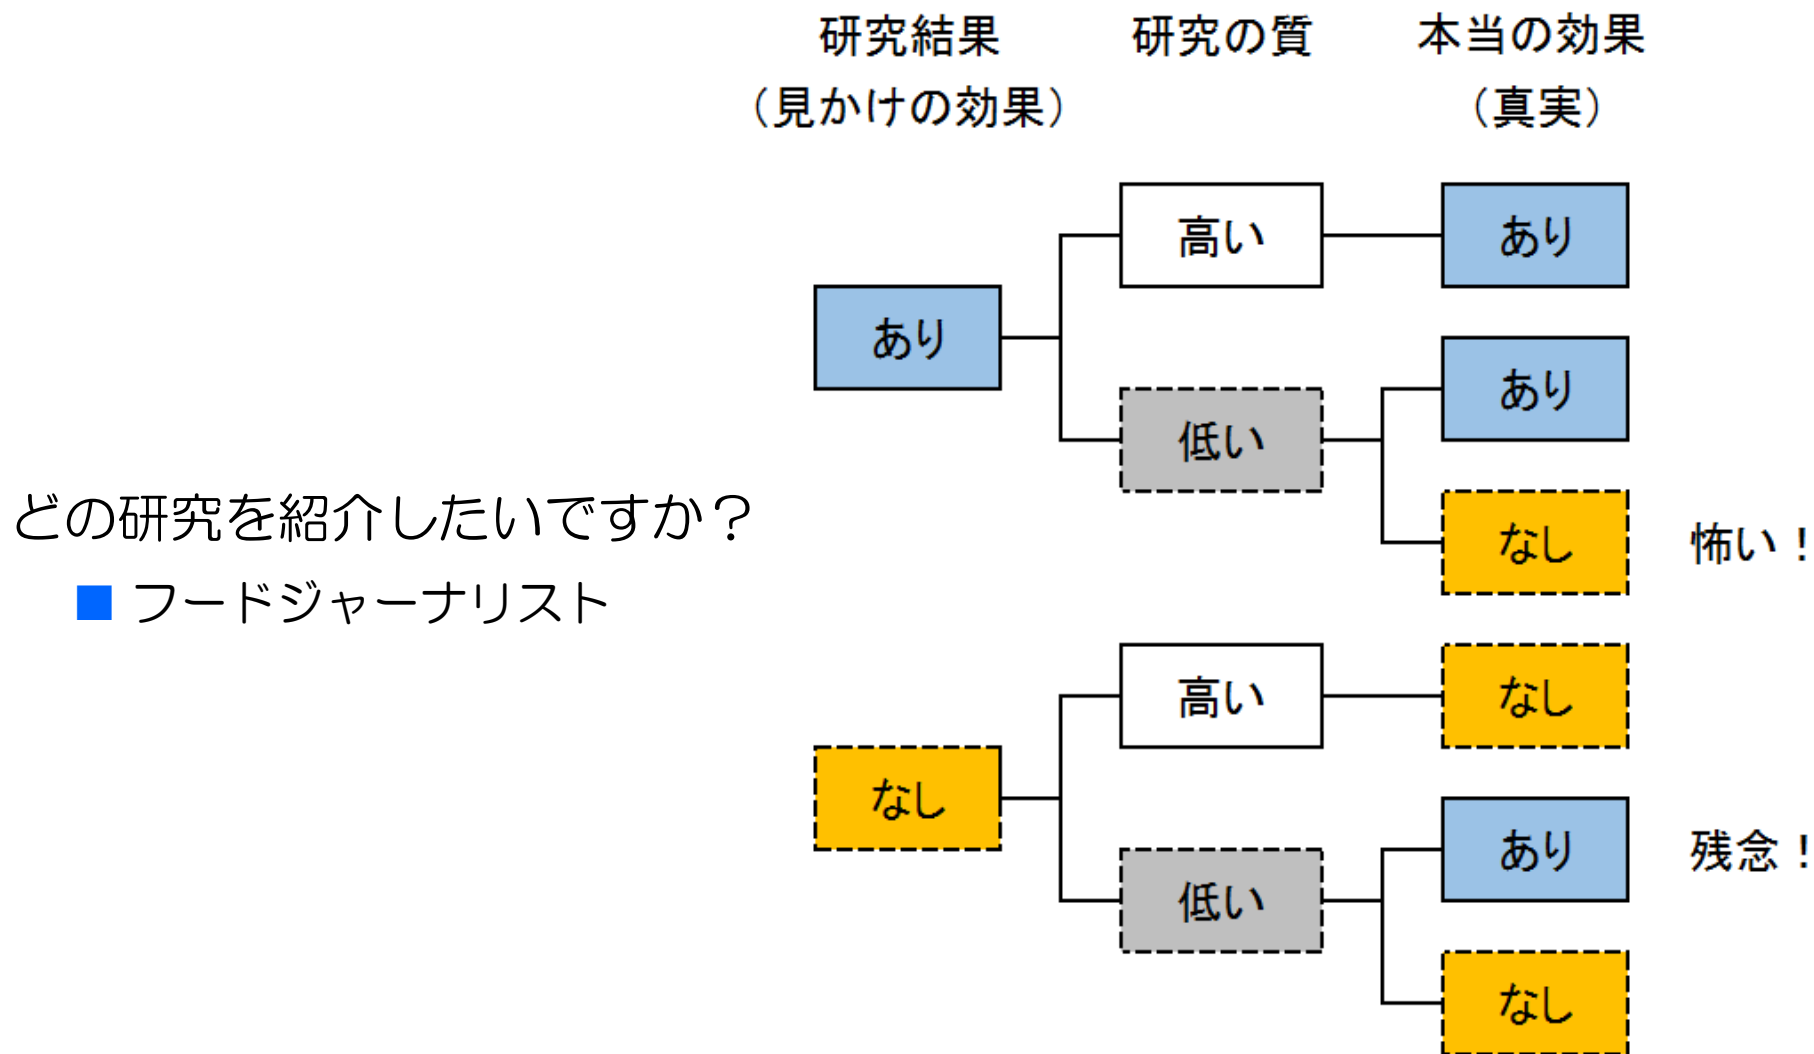 研究結果
（見かけの効果）
研究の質
本当の効果
（真実）
あり
高い
あり
低い
あり
なし
怖い！
どの研究を紹介したいですか？
■ フードジャーナリスト
なし
高い
なし
低い
あり
残念！
なし